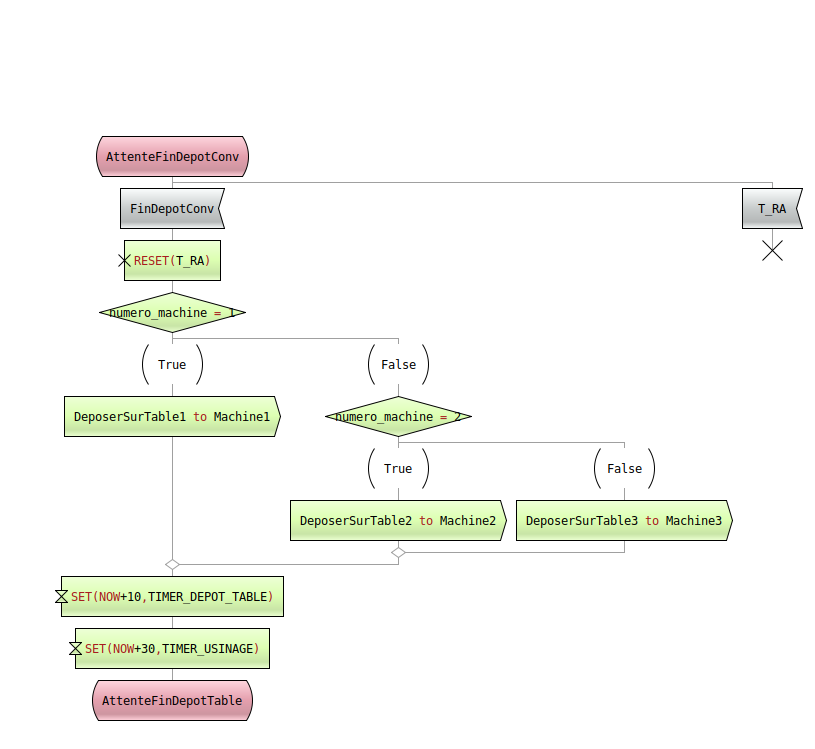 AttenteFinDepotConv
FinDepotConv
T_RA
RESET(T_RA)
numero_machine = 1
True
False
DeposerSurTable1 to Machine1
numero_machine = 2
True
False
DeposerSurTable2 to Machine2
DeposerSurTable3 to Machine3
SET(NOW+10,TIMER_DEPOT_TABLE)
SET(NOW+30,TIMER_USINAGE)
AttenteFinDepotTable